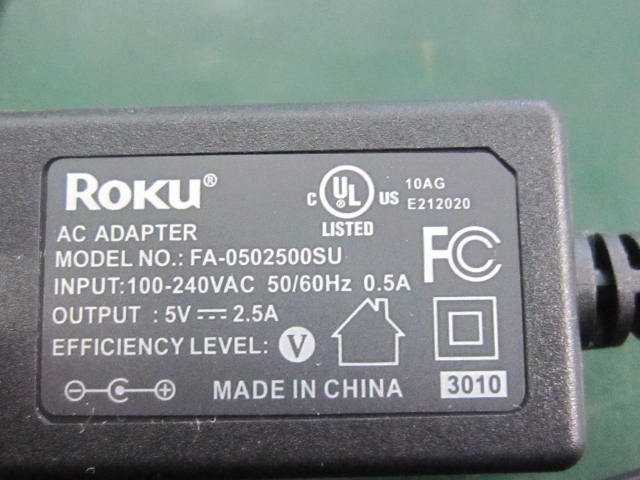 ROKU®
C UL® US
LISTED
10AG
E212020
AC ADAPTER
MODEL NO.: FA-0502500SU
INPUT:100-240VAC 50/60Hz 0.5A
OUTPUT : 5V⎓2.5A
EFFICIENCY LEVEL: V
FC
MADE IN CHINA
3010